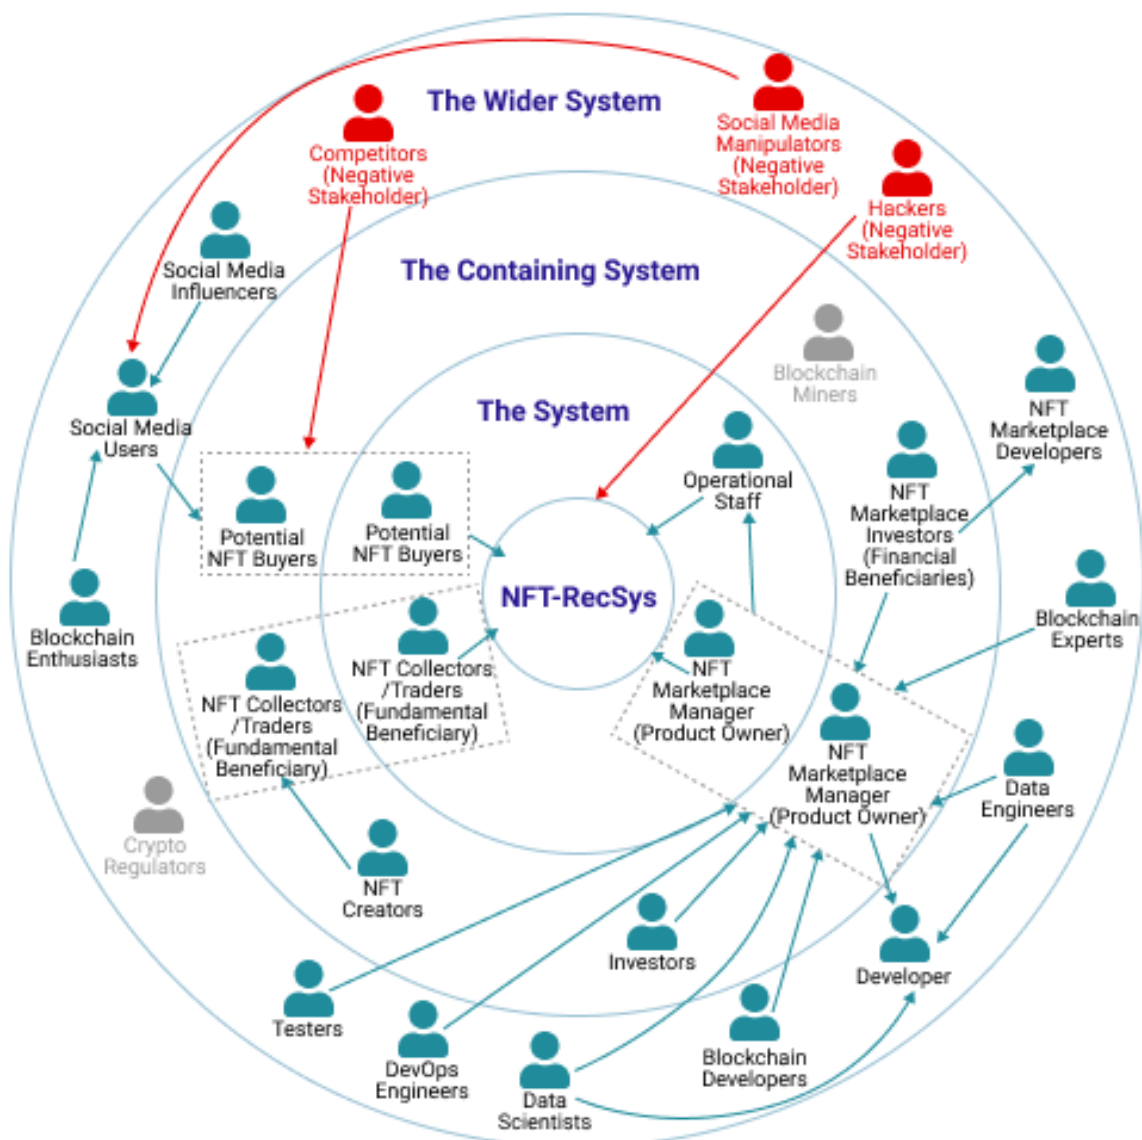 The Wider System
Social Media
Manipulators
(Negative
Stakeholder)
Competitors
(Negative
Stakeholder)
Hackers
(Negative
Stakeholder)
Social Media
Influencers
The Containing System
Blockchain
Miners
The System
NFT
Marketplace
Developers
Social Media
Users
Operational
Staff
NFT
Marketplace
Investors
(Financial
Beneficiaries)
Potential
NFT Buyers
Potential
NFT Buyers
NFT-RecSys
Blockchain
Experts
Blockchain
Enthusiasts
NFT Collectors
/Traders
(Fundamental
Beneficiary)
NFT Collectors
/Traders
(Fundamental
Beneficiary)
NFT
Marketplace
Manager
(Product Owner)
NFT
Marketplace
Manager
(Product Owner)
Data
Engineers
Crypto
Regulators
NFT
Creators
Investors
Developer
Testers
DevOps
Engineers
Data
Scientists
Blockchain
Developers